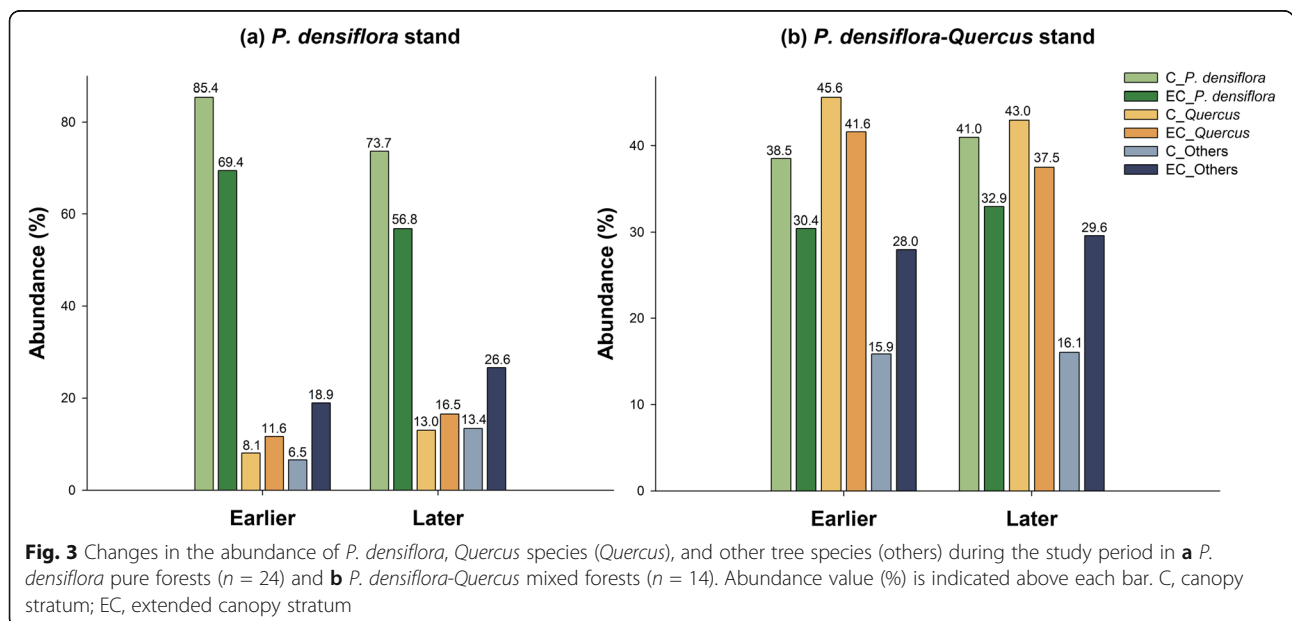 (a) P. densiflora stand
Abundance (%)
80
60
40
20
0
85.4
69.4
8.1
11.6
6.5
18.9
73.7
56.8
13.0
16.5
13.4
26.6
Earlier
Later
(b) P. densiflora-Quercus stand
Abundance (%)
40
30
20
10
0
38.5
30.4
45.6
41.6
15.9
28.0
41.0
32.9
43.0
37.5
16.1
29.6
Earlier
Later
C_P. densiflora
EC_P. densiflora
C_Quercus
EC_Quercus
C_Others
EC_Others
Fig. 3 Changes in the abundance of P. densiflora, Quercus species (Quercus), and other tree species (others) during the study period in a P.
densiflora pure forests (n = 24) and b P. densiflora-Quercus mixed forests (n = 14). Abundance value (%) is indicated above each bar. C, canopy
stratum; EC, extended canopy stratum